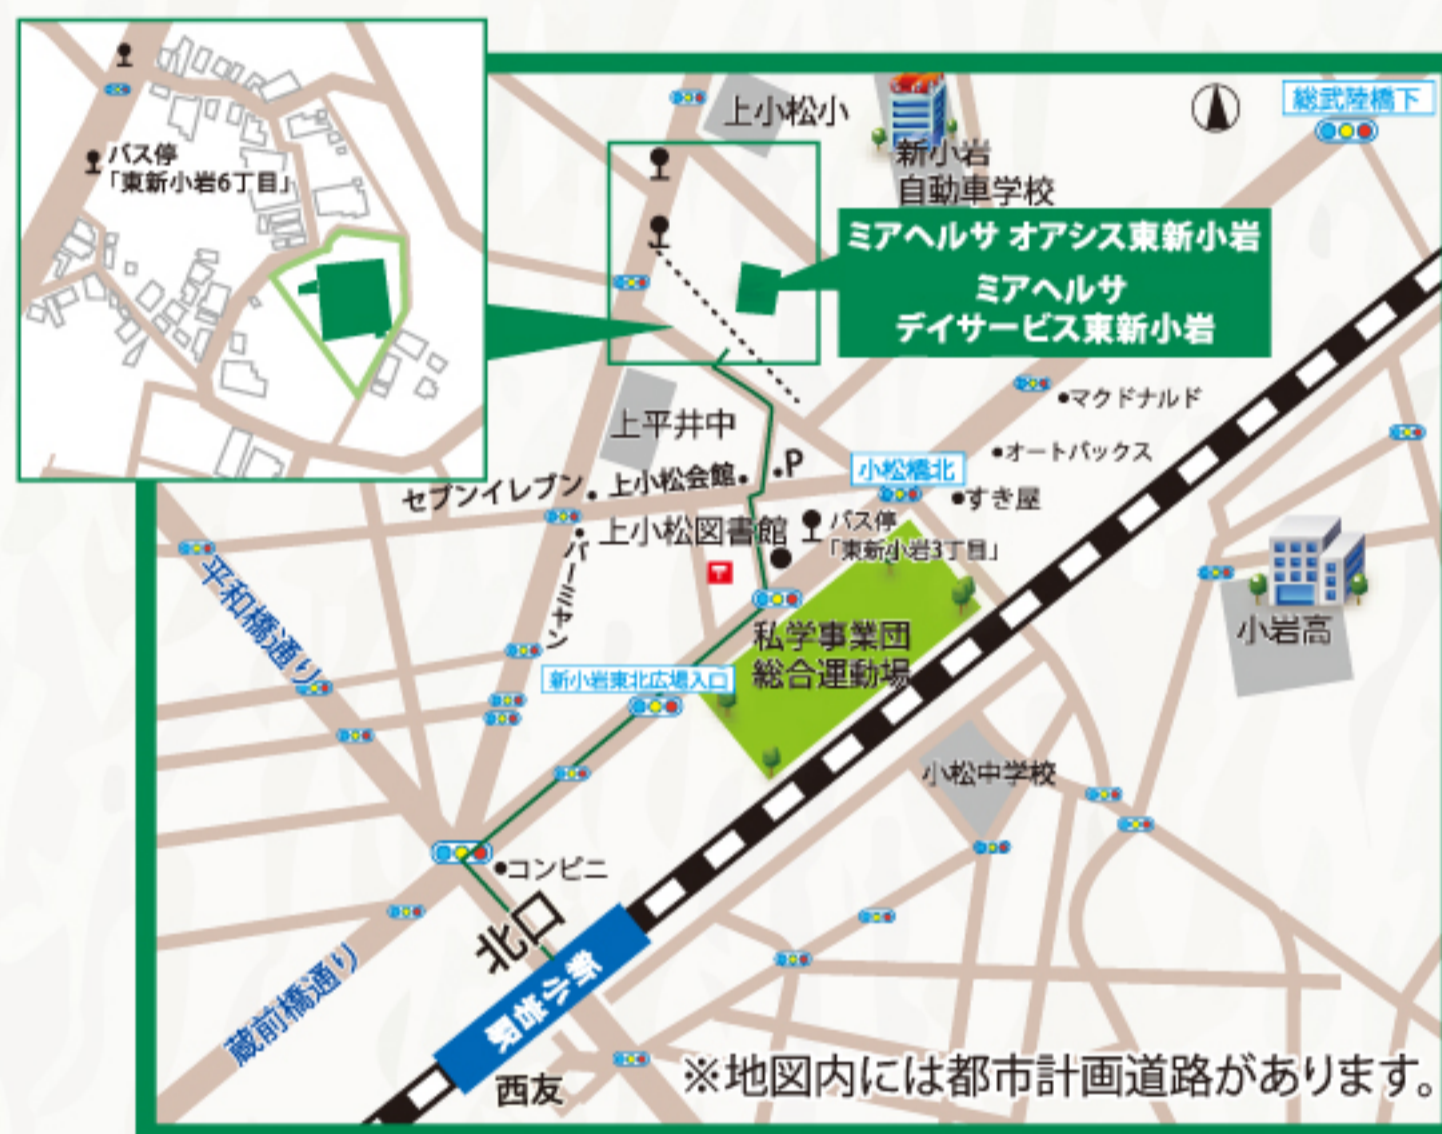 バス停
「東新小岩6丁目」
上小松小
新小岩
自動車学校
総武陸橋下
ミアヘルサ オアシス東新小岩
ミアヘルサ
デイサービス東新小岩
マクドナルド
上平井中
オートバックス
小松橋北
P
セブンイレブン
上小松会館
すき屋
上小松図書館
バス停
「東新小岩3丁目」
バーミヤン
平和橋通り
私学事業団
総合運動場
小岩高
新小岩東北広場入口
小松中学校
コンビニ
北口
新小岩駅
蔵前橋通り
西友
※地図内には都市計画道路があります。